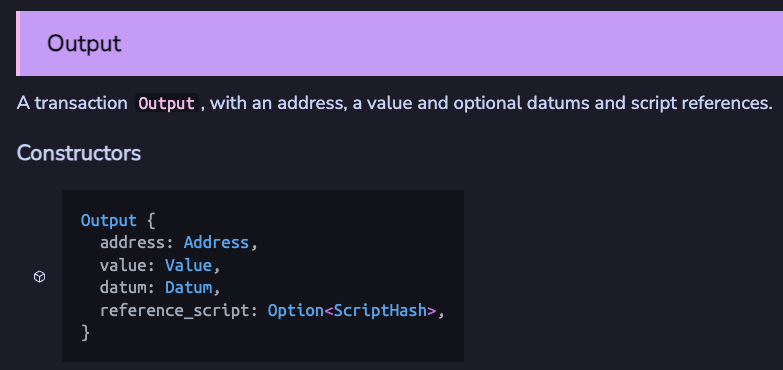 Output
A transaction Output, with an address, a value and optional datums and script references.
Constructors
Output {
  address: Address,
  value: Value,
  datum: Datum,
  reference_script: Option<ScriptHash>,
}